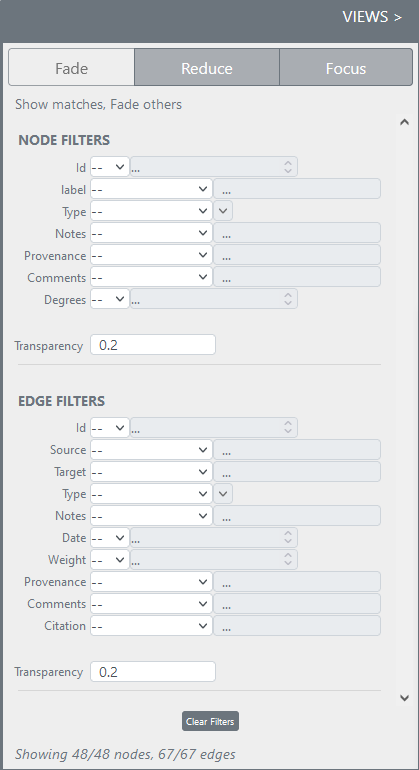 VIEWS >
Fade Reduce Focus
Show matches, Fade others
NODE FILTERS
Id -- ...
label -- ...
Type --
Notes -- ...
Provenance -- ...
Comments -- ...
Degrees -- ...
Transparency 0.2
EDGE FILTERS
Id -- ...
Source -- ...
Target -- ...
Type --
Notes -- ...
Date -- ...
Weight -- ...
Provenance -- ...
Comments -- ...
Citation -- ...
Transparency 0.2
Clear Filters
Showing 48/48 nodes, 67/67 edges